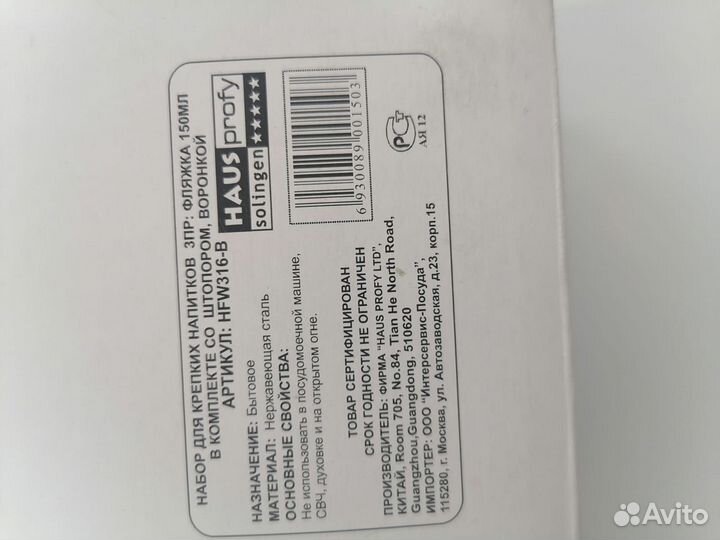 НАБОР ДЛЯ КРЕПКИХ НАПИТКОВ 3ПР: ФЛЯЖКА 150МЛ
В КОМПЛЕКТЕ СО ШТОПОРОМ, ВОРОНКОЙ
АРТИКУЛ: HFW316-B
HAUS profy
solingen ★★★★★
НАЗНАЧЕНИЕ: Бытовое
МАТЕРИАЛ: Нержавеющая сталь
ОСНОВНЫЕ СВОЙСТВА:
Не использовать в посудомоечной машине,
СВЧ, духовке и на открытом огне.
6930089001503
РСТ
АЯ 12
ТОВАР СЕРТИФИЦИРОВАН
СРОК ГОДНОСТИ НЕ ОГРАНИЧЕН
ПРОИЗВОДИТЕЛЬ: ФИРМА "HAUS PROFY LTD",
КИТАЙ, Room 705, No.84, Tian He North Road,
Guangzhou,Guangdong, 510620
ИМПОРТЕР: ООО "Интерсервис-Посуда",
115280, г. Москва, ул. Автозаводская, д.23, корп.15
Avito